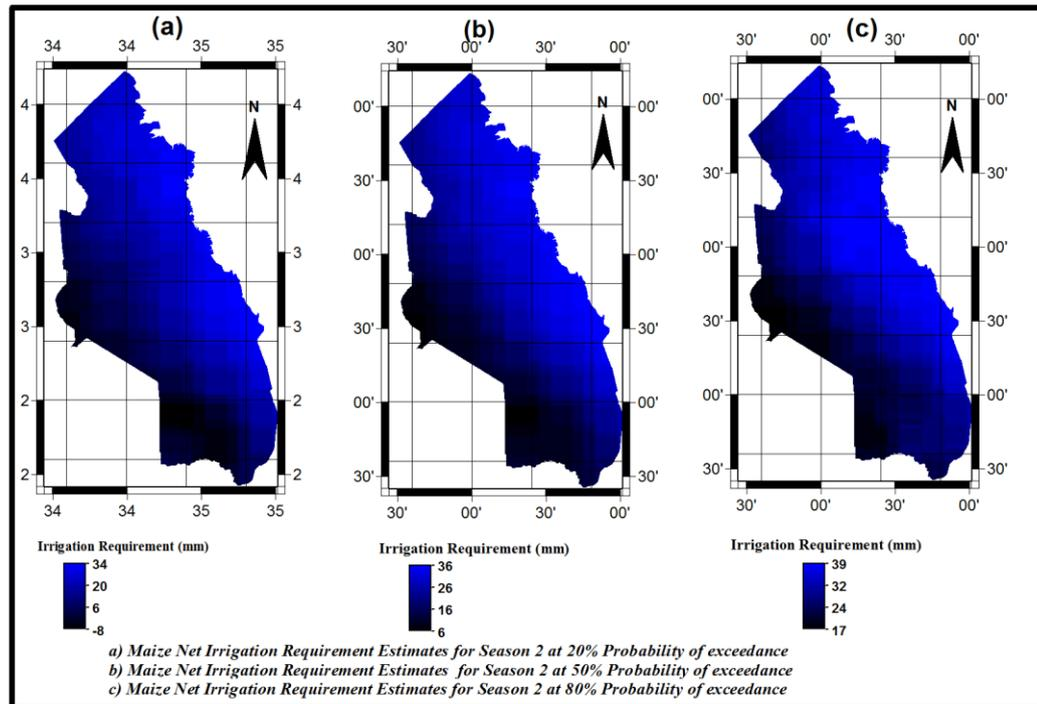 (a)
34 34 35 35
4 4
4 4
3 3
3 3
2 2
2 2
34 34 35 35
N
(b)
30' 00' 30' 00'
00' 00'
30' 30'
00' 00'
30' 30'
00' 00'
30' 30'
30' 00' 30' 00'
N
(c)
30' 00' 30' 00'
00' 00'
30' 30'
00' 00'
30' 30'
00' 00'
30' 30'
30' 00' 30' 00'
N
Irrigation Requirement (mm)
34
20
6
-8
Irrigation Requirement (mm)
36
26
16
6
Irrigation Requirement (mm)
39
32
24
17
a) Maize Net Irrigation Requirement Estimates for Season 2 at 20% Probability of exceedance
b) Maize Net Irrigation Requirement Estimates for Season 2 at 50% Probability of exceedance
c) Maize Net Irrigation Requirement Estimates for Season 2 at 80% Probability of exceedance